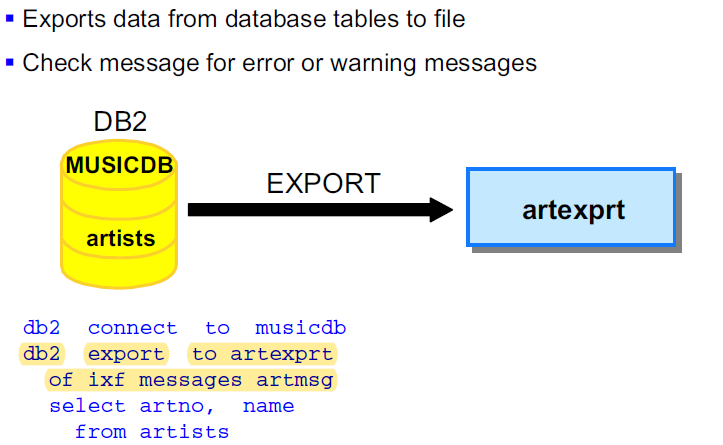 ▪ Exports data from database tables to file
▪ Check message for error or warning messages
DB2
MUSICDB
artists
EXPORT
artexprt
db2 connect to musicdb
db2 export to artexprt
of ixf messages artmsg
select artno, name
from artists